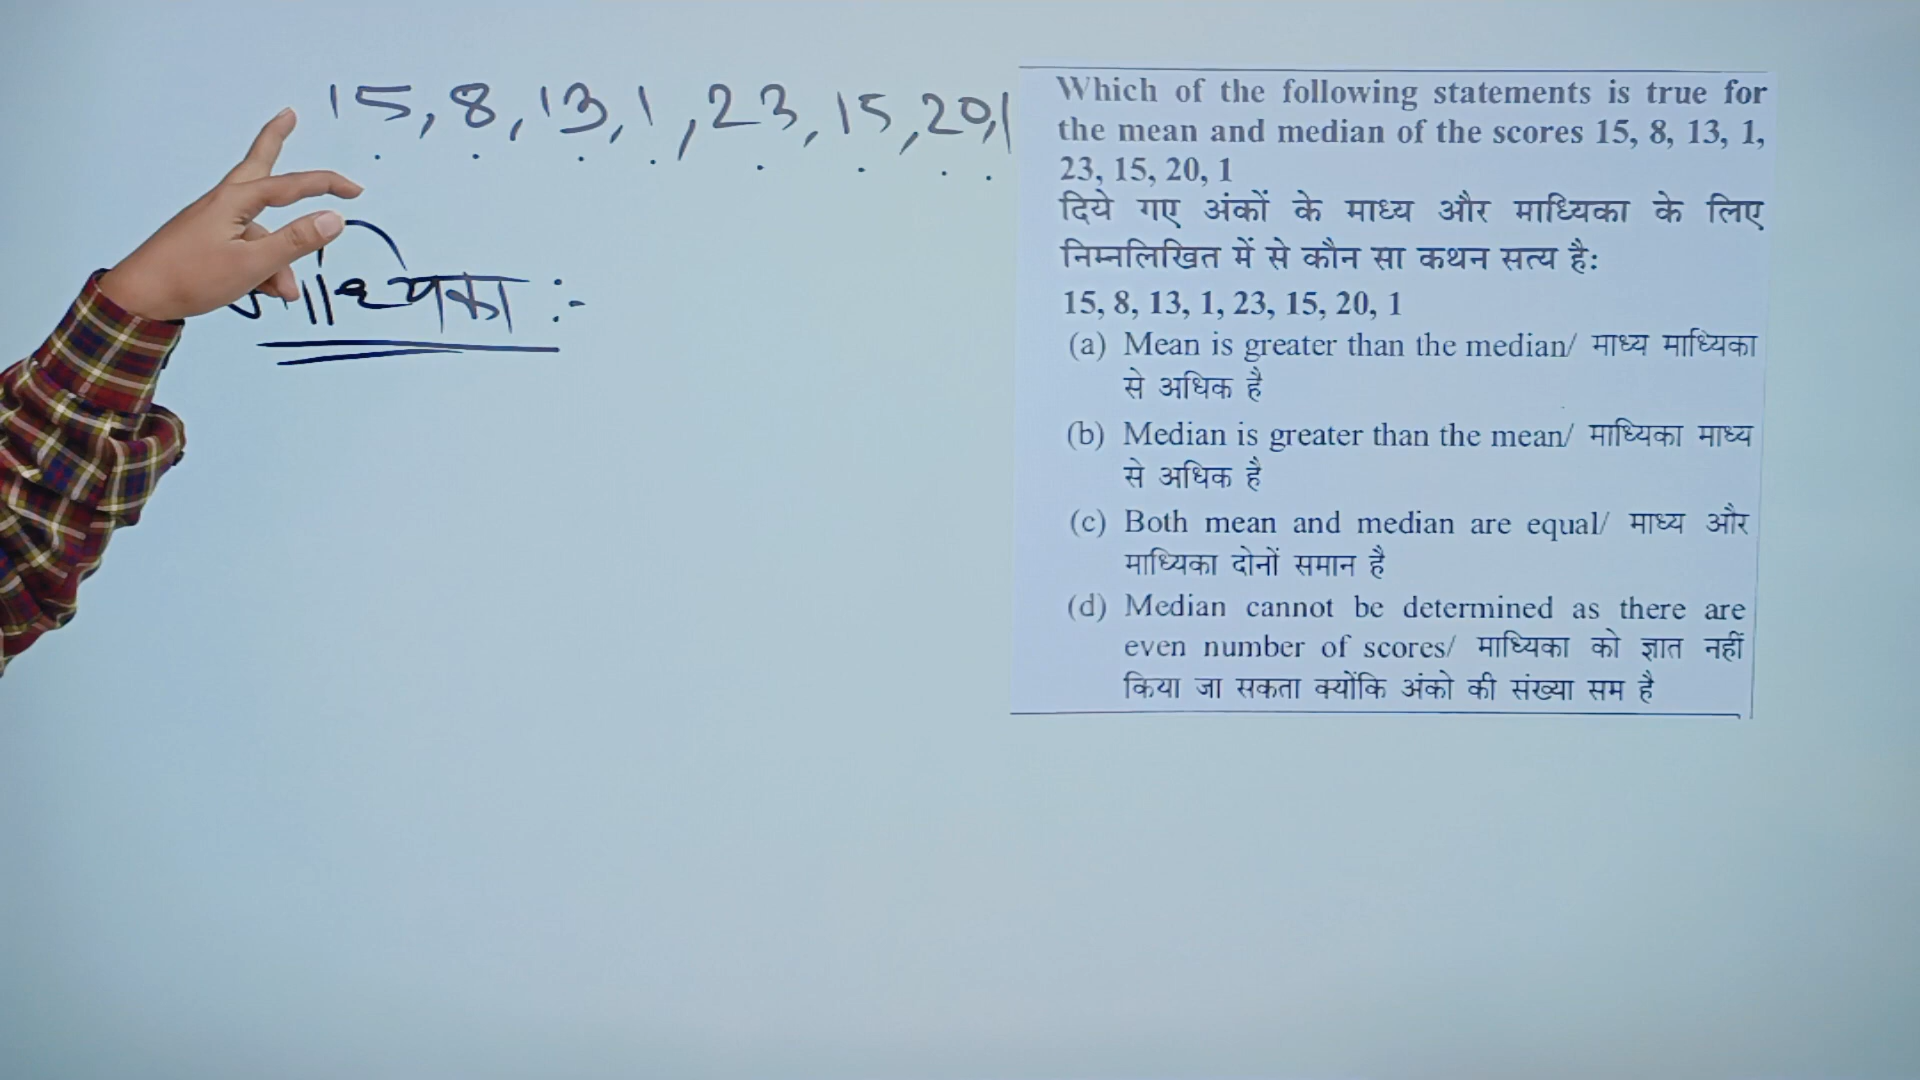 15, 8, 13, 1, 23, 15, 20, 1
माध्यिका :-
Which of the following statements is true for
the mean and median of the scores 15, 8, 13, 1,
23, 15, 20, 1
दिये गए अंकों के माध्य और माध्यिका के लिए
निम्नलिखित में से कौन सा कथन सत्य है:
15, 8, 13, 1, 23, 15, 20, 1
(a) Mean is greater than the median/ माध्य माध्यिका
से अधिक है
(b) Median is greater than the mean/ माध्यिका माध्य
से अधिक है
(c) Both mean and median are equal/ माध्य और
माध्यिका दोनों समान है
(d) Median cannot be determined as there are
even number of scores/ माध्यिका को ज्ञात नहीं
किया जा सकता क्योंकि अंको की संख्या सम है